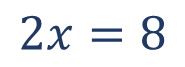 2x = 8